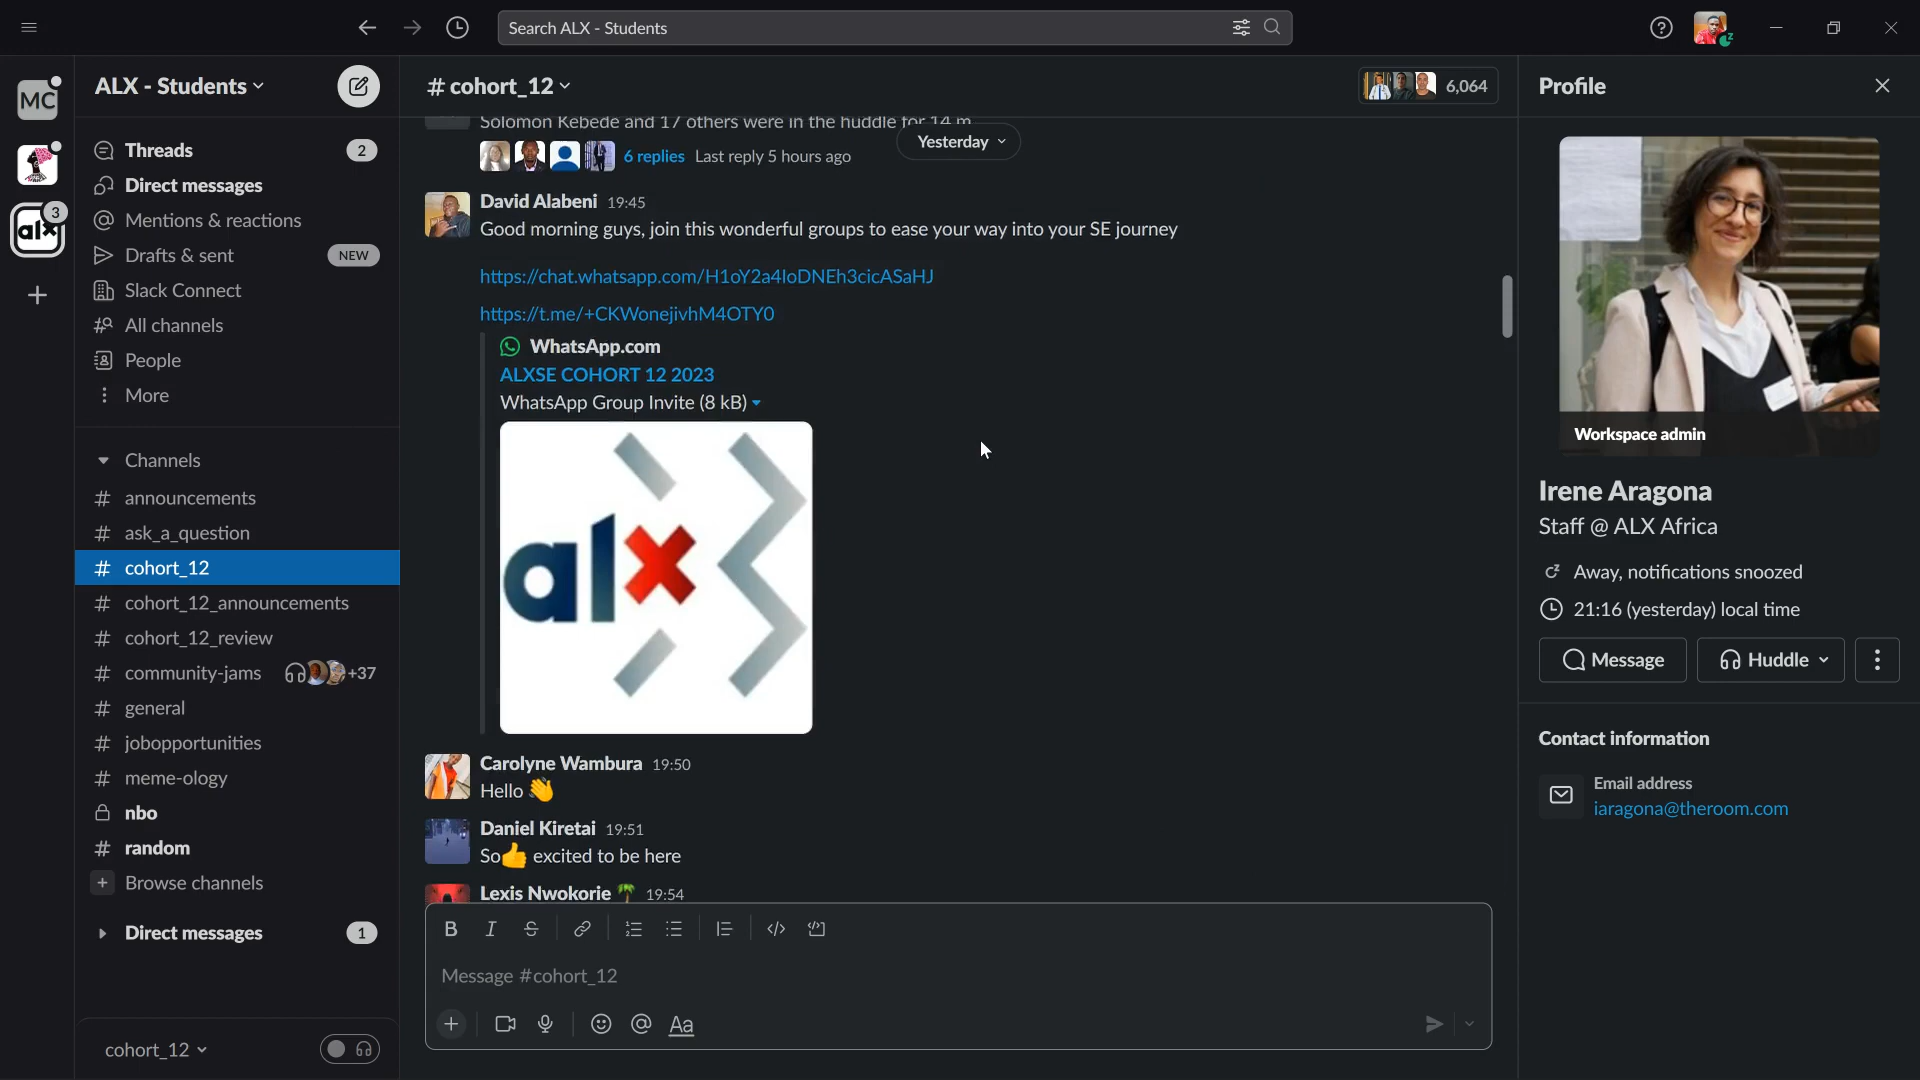 Search ALX - Students
MC
3
alx
ALX - Students
Threads 2
Direct messages
Mentions & reactions
Drafts & sent NEW
Slack Connect
All channels
People
More
Channels
# announcements
# ask_a_question
# cohort_12
# cohort_12_announcements
# cohort_12_review
# community-jams +37
# general
# jobopportunities
# meme-ology
nbo
# random
+ Browse channels
Direct messages 1
cohort_12
# cohort_12
6,064
Solomon Kebede and 17 others were in the huddle for 14 m
Yesterday
6 replies Last reply 5 hours ago
David Alabeni 19:45
Good morning guys, join this wonderful groups to ease your way into your SE journey
https://chat.whatsapp.com/H1oY2a4IoDNEh3cicASaHJ
https://t.me/+CKWonejivhM4OTY0
WhatsApp.com
ALXSE COHORT 12 2023
WhatsApp Group Invite (8 kB)
alx
Carolyne Wambura 19:50
Hello 👋
Daniel Kiretai 19:51
So👍 excited to be here
Lexis Nwokorie 🌴 19:54
B I S
Message #cohort_12
Aa
Profile
Workspace admin
Irene Aragona
Staff @ ALX Africa
Away, notifications snoozed
21:16 (yesterday) local time
Message
Huddle
Contact information
Email address
iaragona@theroom.com